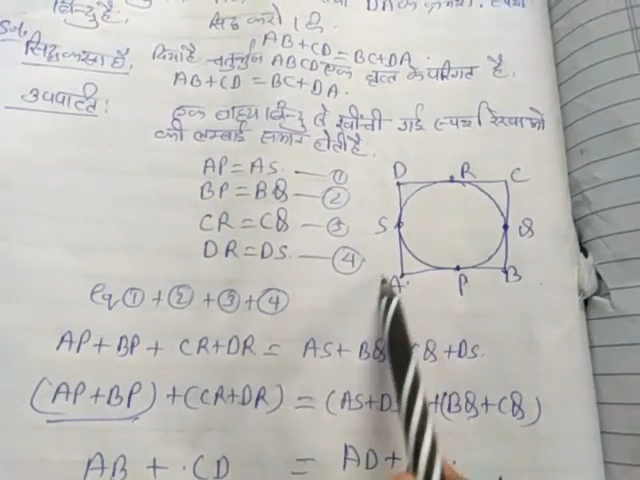 बिन्दु है।
सिद्ध करो कि
AB+CD=BC+DA.
Soln. दिया है चतुर्भुज ABCD एक वृत्त के परिगत है.
सिद्ध करना है. AB+CD=BC+DA.
उपपत्ति: एक बाह्य बिन्दु से खींची गई स्पर्श रेखाओं
की लम्बाई समान होती है.
AP=AS. —①
BP=BQ —②
CR=CQ —③
DR=DS. —④
D R C
S Q
A P B
Eq ①+②+③+④
AP+BP+CR+DR= AS+BQ CQ+DS.
(AP+BP)+(CR+DR)=(AS+D +(BQ+CQ)
AB+.CD = AD+